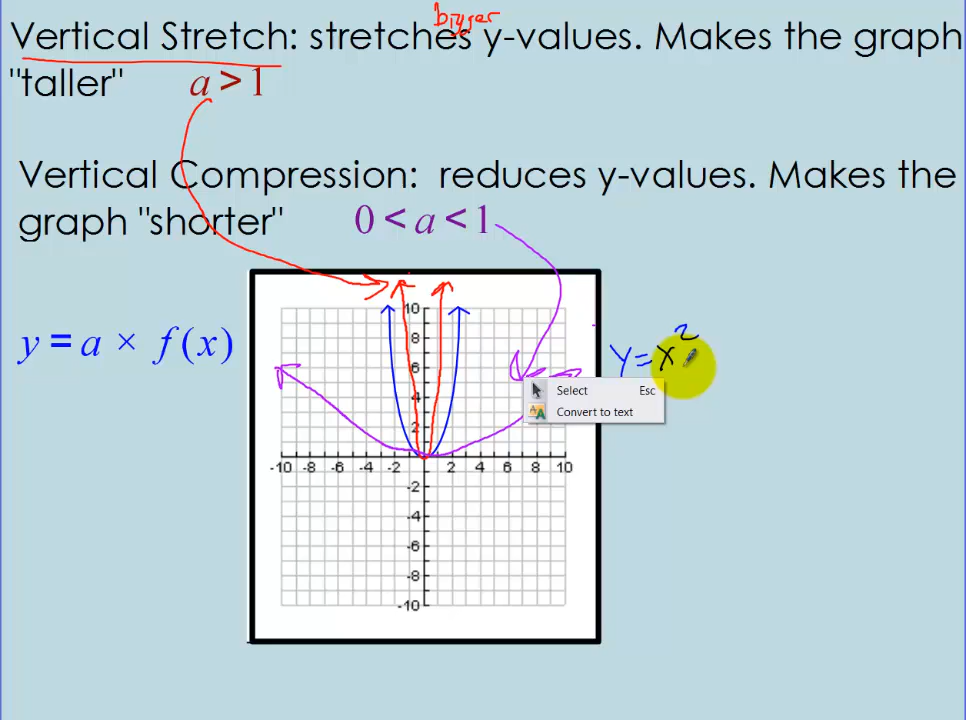 bigger
Vertical Stretch: stretches y-values. Makes the graph
"taller" a > 1
Vertical Compression: reduces y-values. Makes the
graph "shorter" 0 < a < 1
y = a × f(x)
y = x²
Select Esc
Convert to text
10
8
6
4
2
-10 -8 -6 -4 -2 2 4 6 8 10
-2
-4
-6
-8
-10